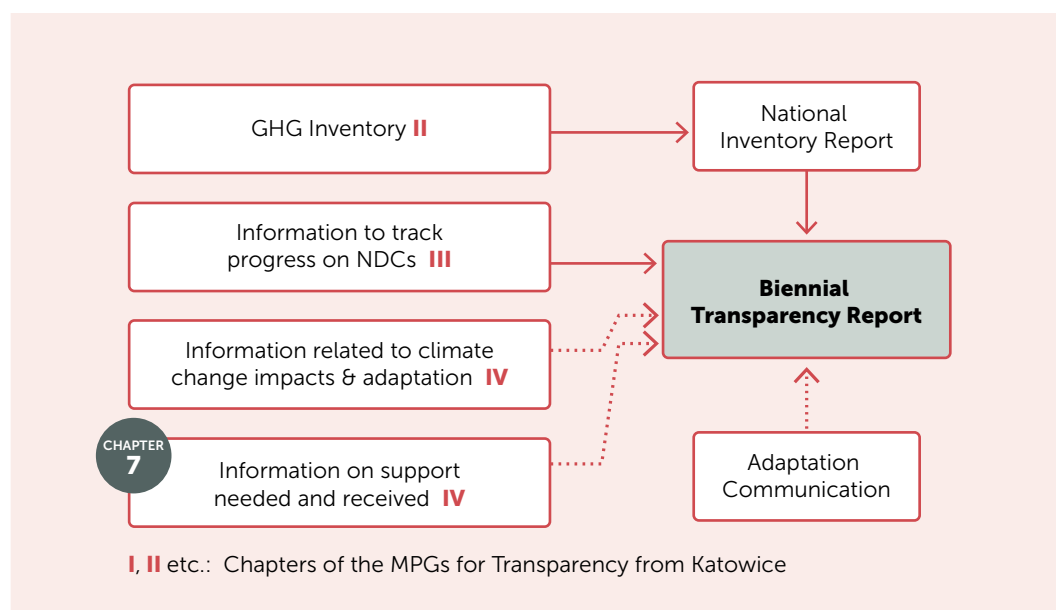 GHG Inventory II
National
Inventory Report
Information to track
progress on NDCs III
Biennial
Transparency Report
Information related to climate
change impacts & adaptation IV
CHAPTER
7
Information on support
needed and received IV
Adaptation
Communication
I, II etc.: Chapters of the MPGs for Transparency from Katowice